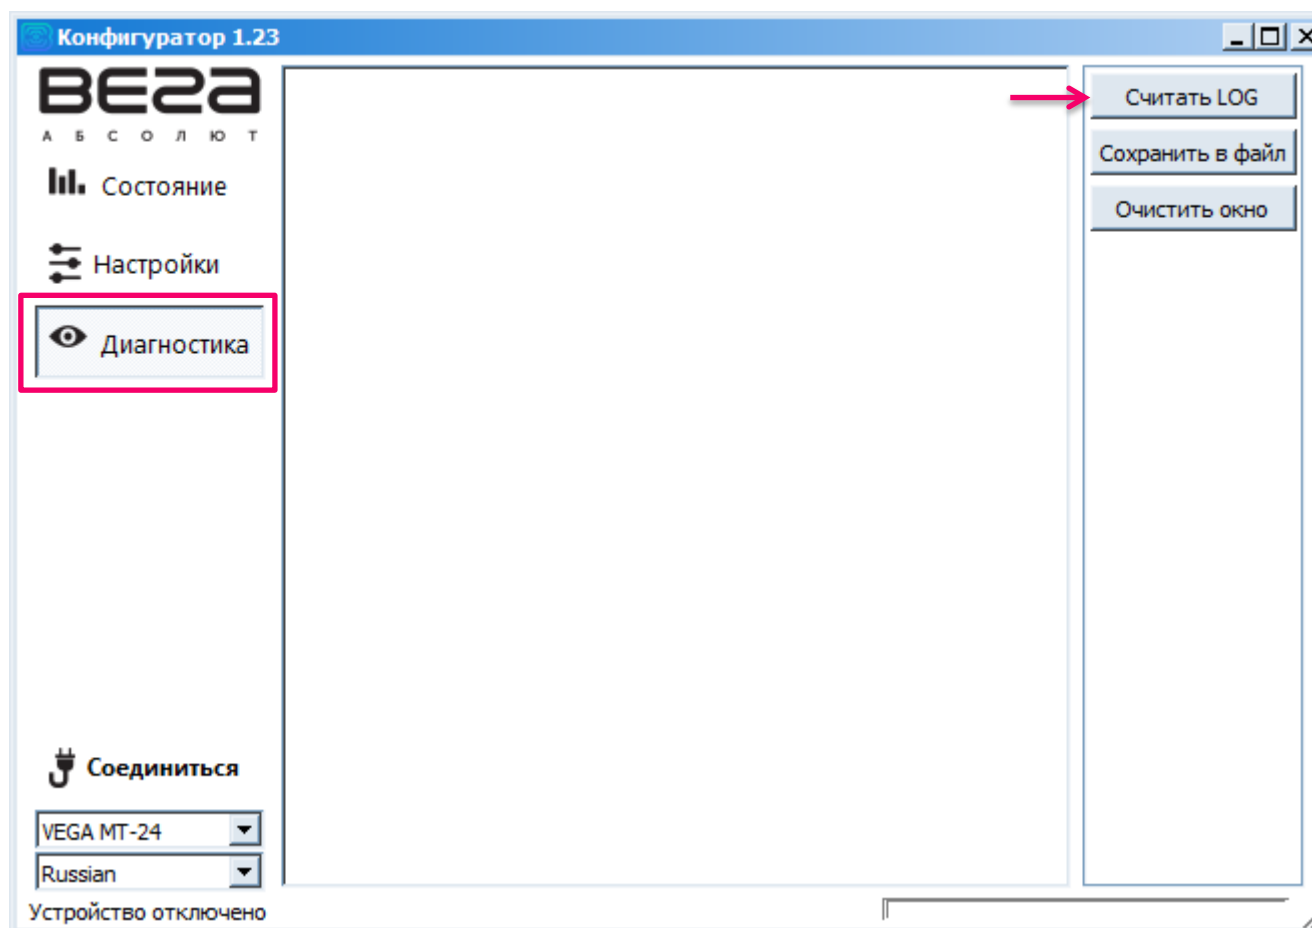 Конфигуратор 1.23
ВЕГА
АБСОЛЮТ
Состояние
Настройки
Диагностика
Соединиться
VEGA MT-24
Russian
Устройство отключено
Считать LOG
Сохранить в файл
Очистить окно